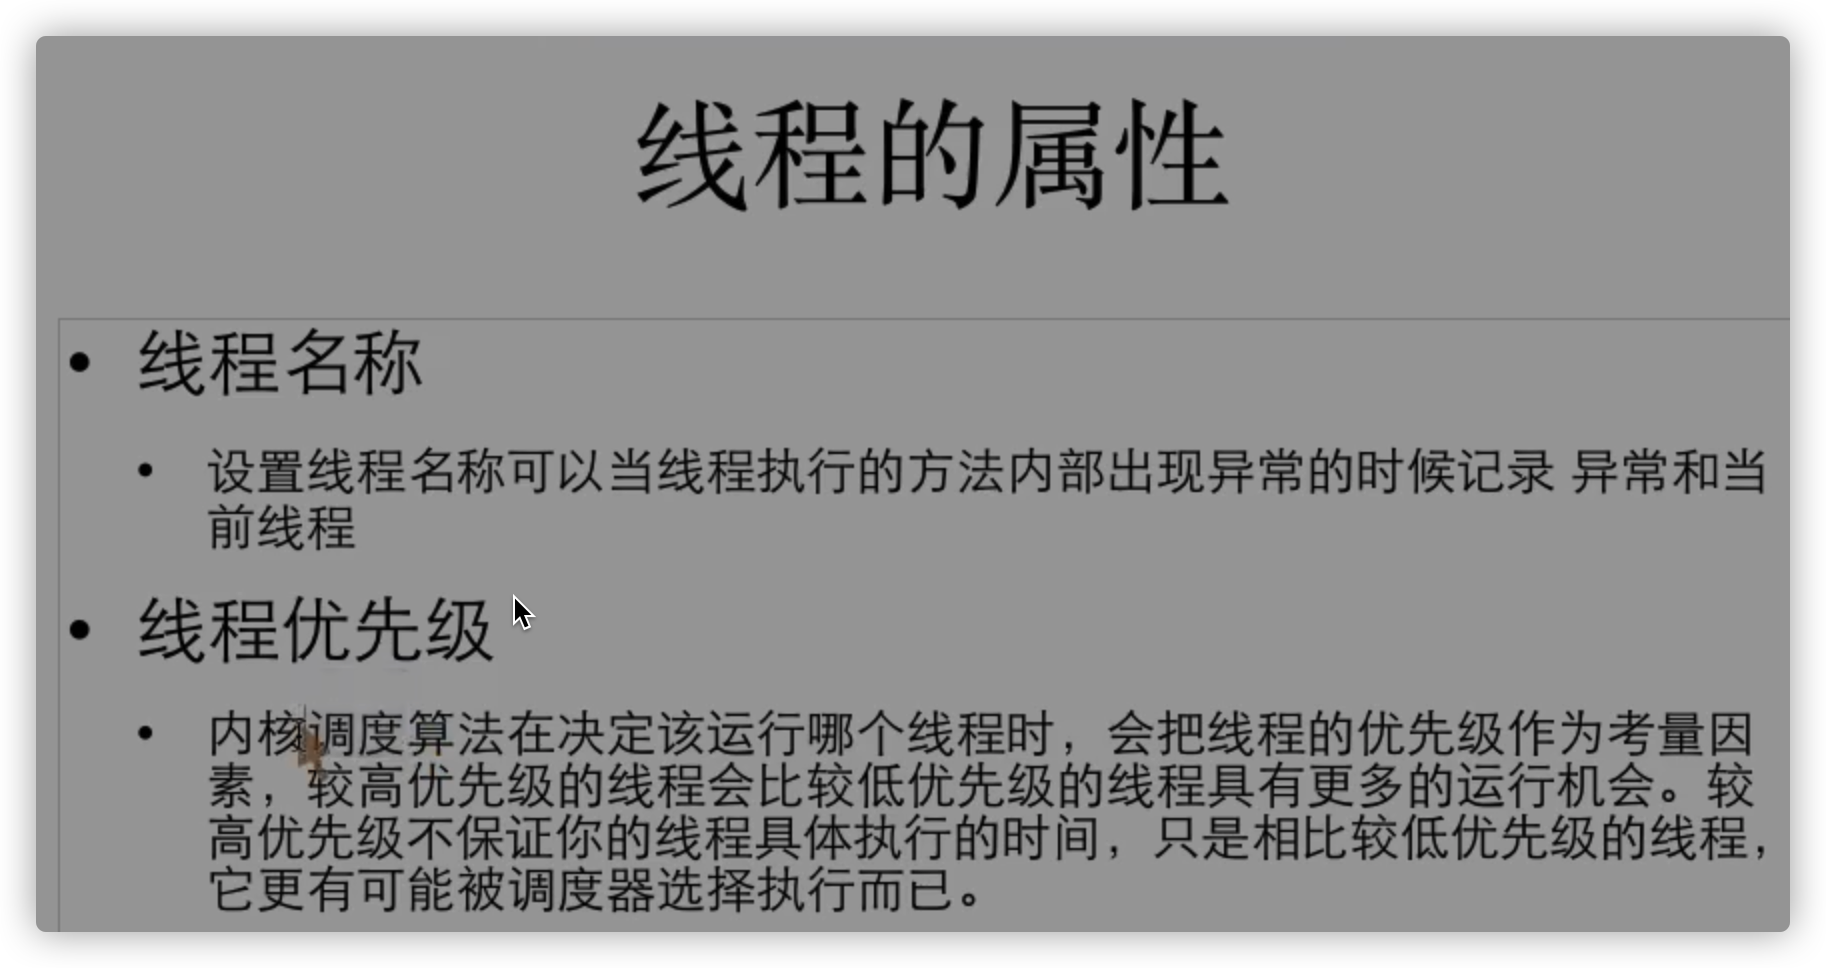 线程的属性
• 线程名称
• 设置线程名称可以当线程执行的方法内部出现异常的时候记录 异常和当
前线程
• 线程优先级
• 内核调度算法在决定该运行哪个线程时，会把线程的优先级作为考量因
素，较高优先级的线程会比较低优先级的线程具有更多的运行机会。较
高优先级不保证你的线程具体执行的时间，只是相比较低优先级的线程，
它更有可能被调度器选择执行而已。